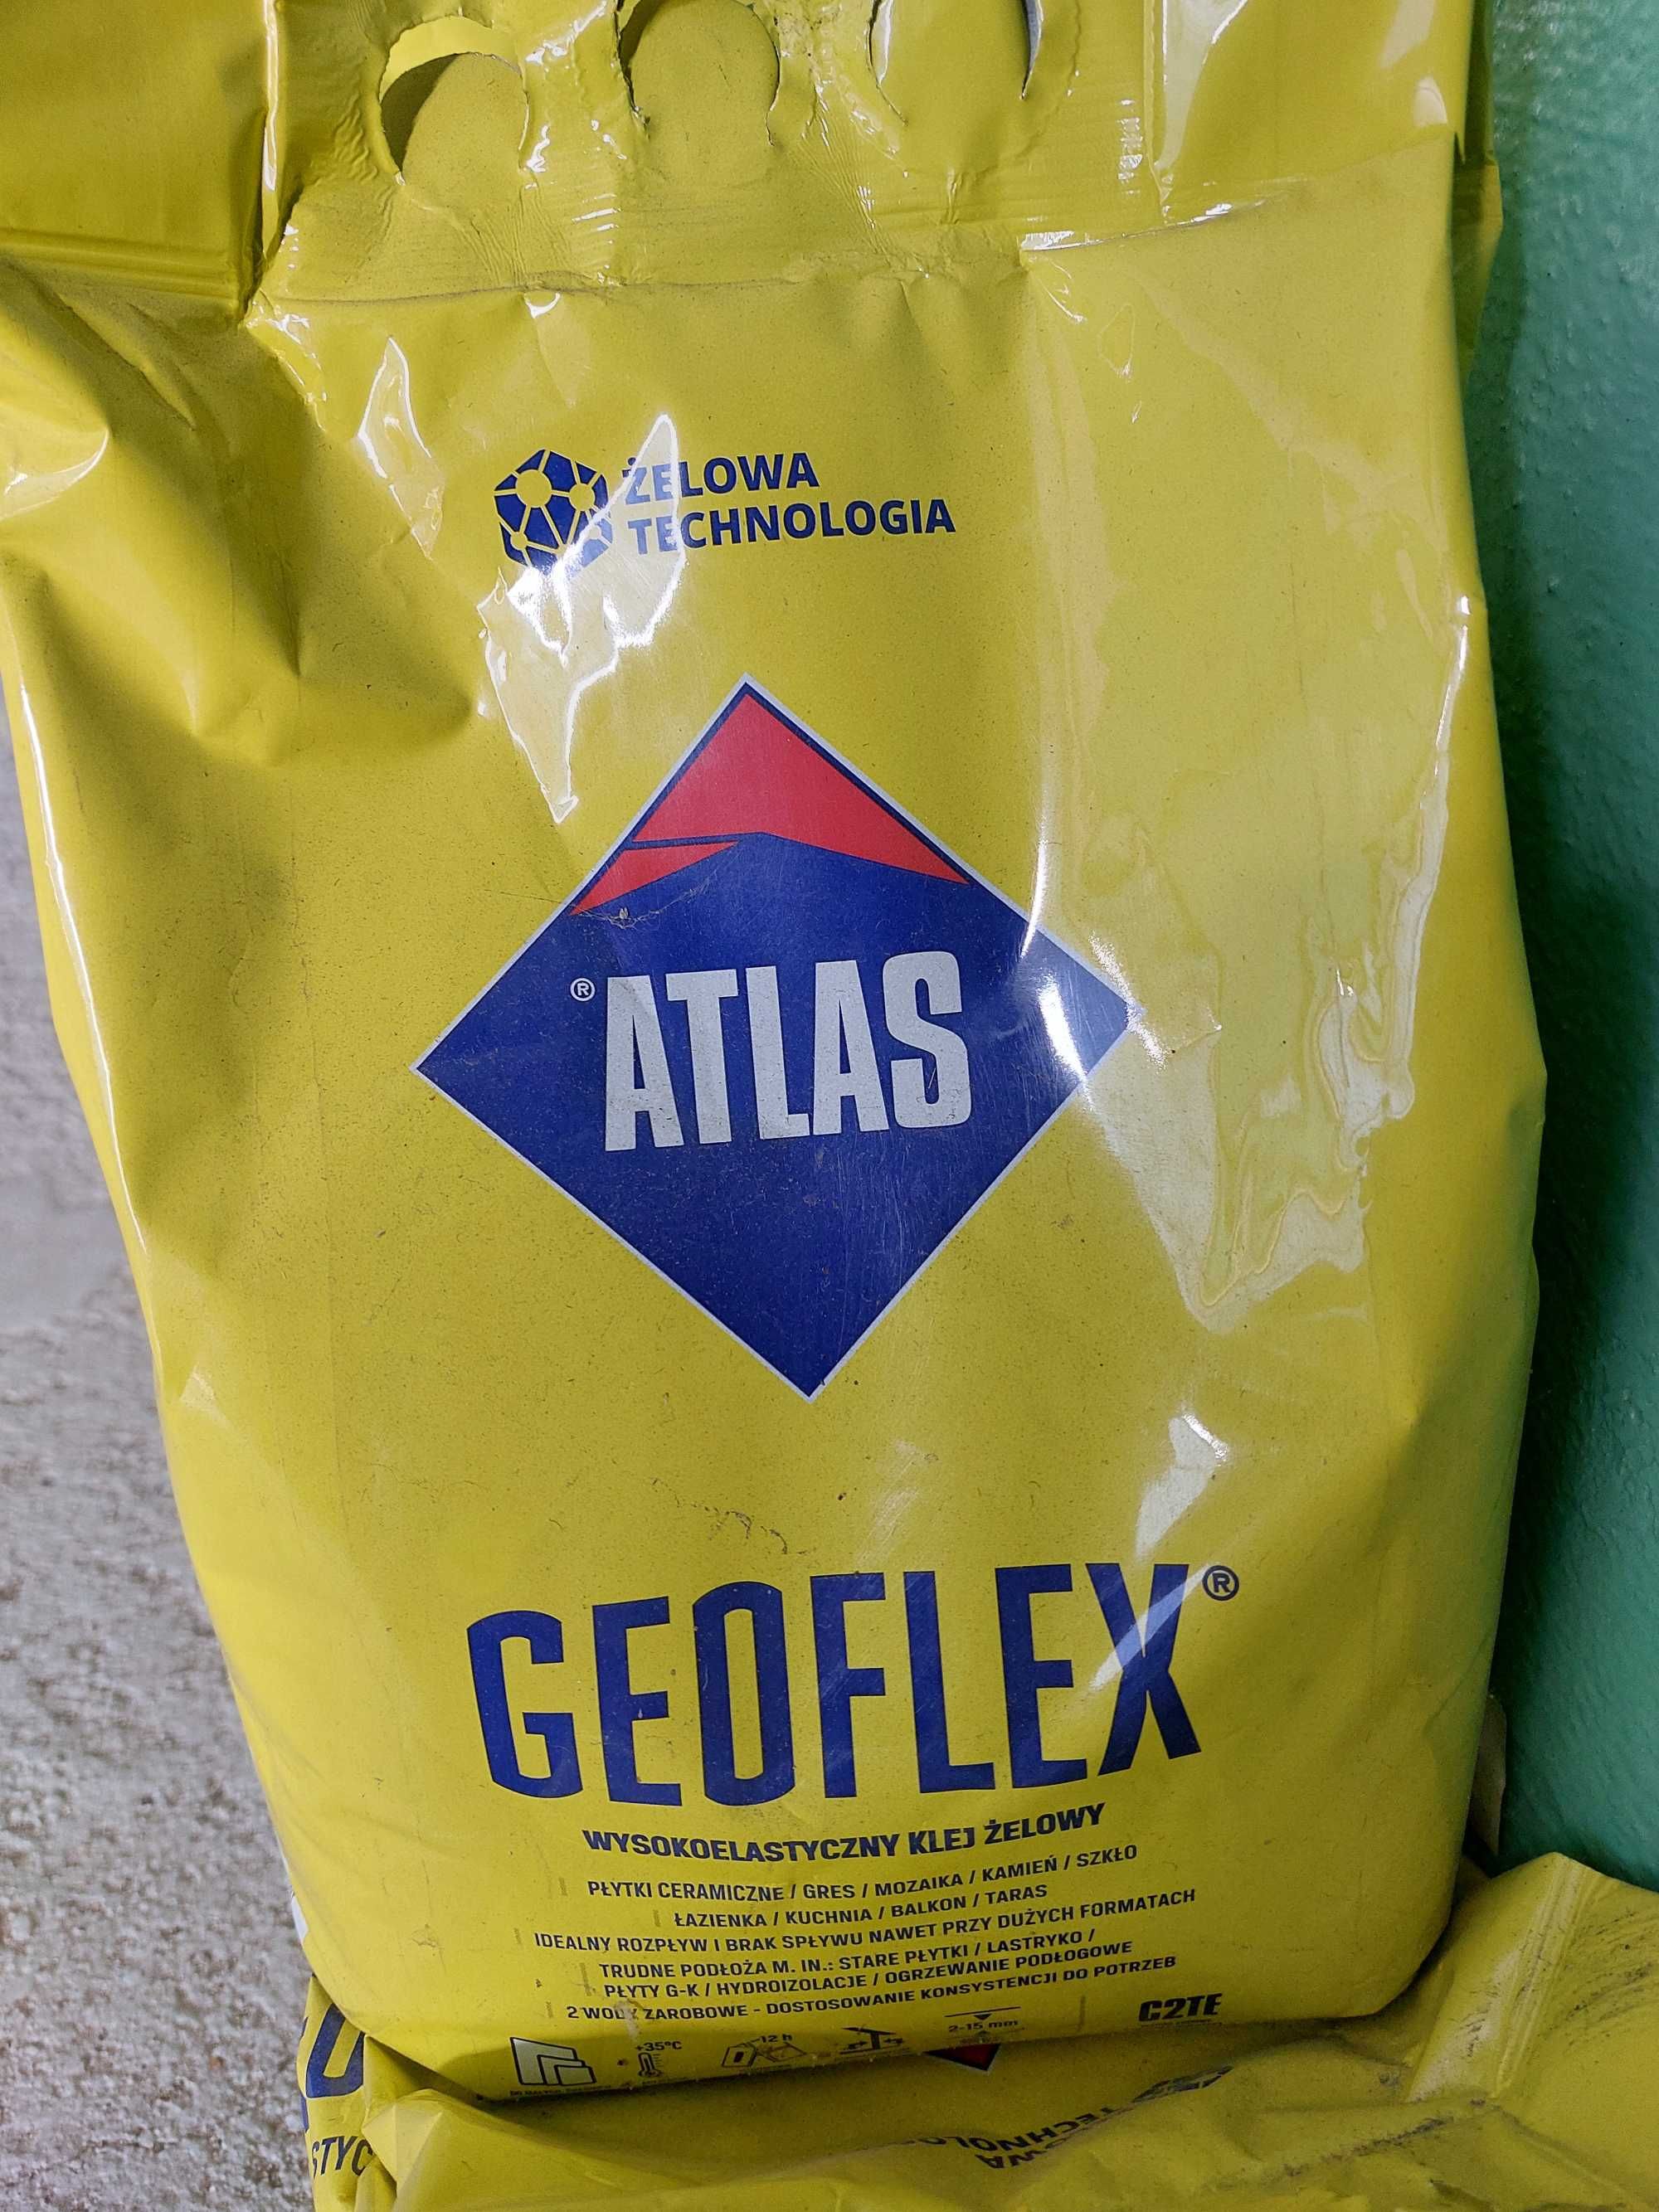 ŻELOWA
TECHNOLOGIA
® ATLAS
GEOFLEX®
WYSOKOELASTYCZNY KLEJ ŻELOWY
PŁYTKI CERAMICZNE / GRES / MOZAIKA / KAMIEŃ / SZKŁO
ŁAZIENKA / KUCHNIA / BALKON / TARAS
IDEALNY ROZPŁYW I BRAK SPŁYWU NAWET PRZY DUŻYCH FORMATACH
TRUDNE PODŁOŻA M. IN.: STARE PŁYTKI / LASTRYKO /
PŁYTY G-K / HYDROIZOLACJE / OGRZEWANIE PODŁOGOWE
2 WODY ZAROBOWE - DOSTOSOWANIE KONSYSTENCJI DO POTRZEB
C2TE
+35°C
12 h
2-15 mm
STYC
TECHNO